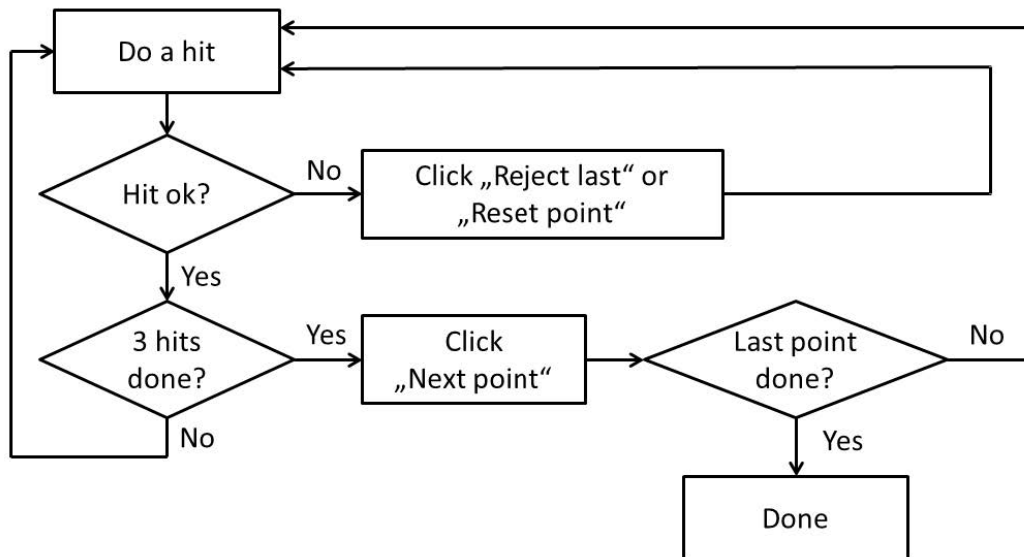 Do a hit
Hit ok?
No
Click „Reject last“ or
„Reset point“
Yes
3 hits
done?
Yes
Click
„Next point“
Last point
done?
No
No
Yes
Done